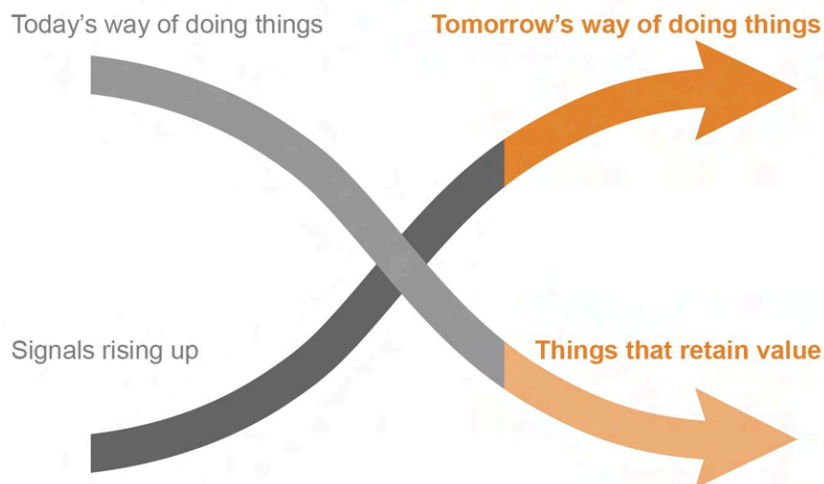 Today’s way of doing things
Tomorrow’s way of doing things
Signals rising up
Things that retain value